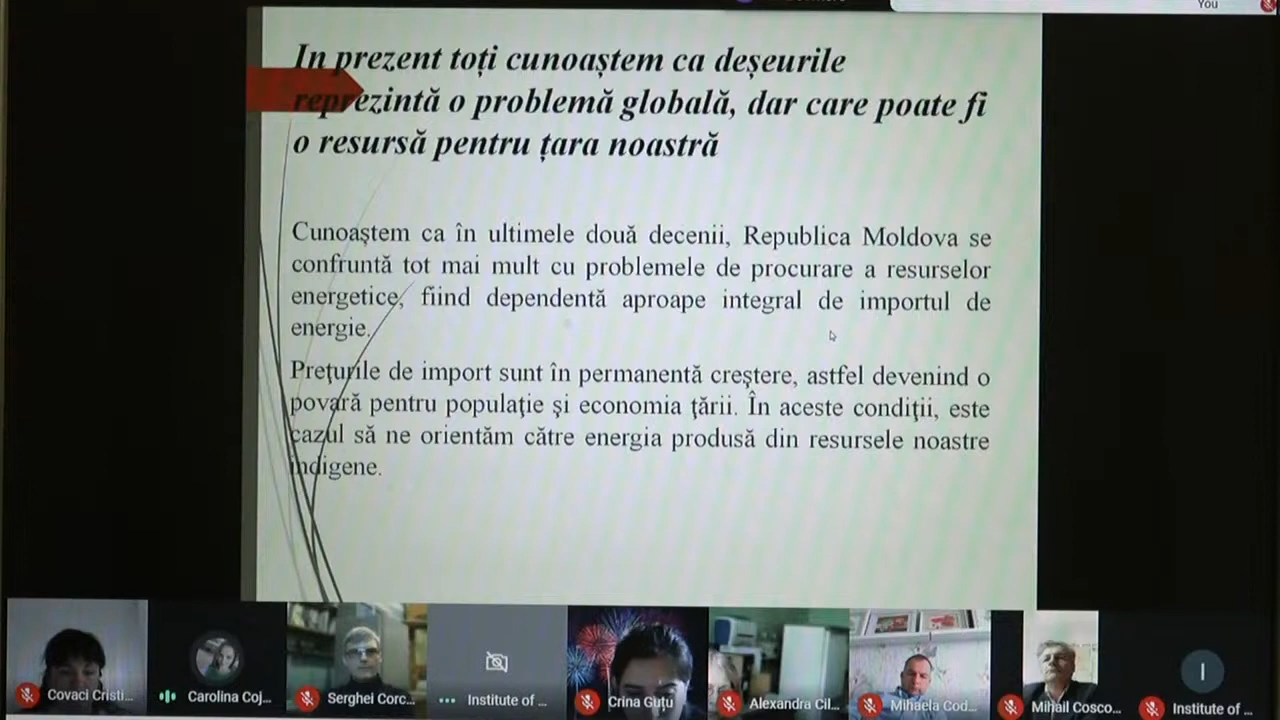 You
In prezent toți cunoaștem ca deșeurile
reprezintă o problemă globală, dar care poate fi
o resursă pentru țara noastră
Cunoaştem ca în ultimele două decenii, Republica Moldova se
confruntă tot mai mult cu problemele de procurare a resurselor
energetice, fiind dependentă aproape integral de importul de
energie.
Preţurile de import sunt în permanentă creştere, astfel devenind o
povară pentru populaţie şi economia ţării. În aceste condiţii, este
cazul să ne orientăm către energia produsă din resursele noastre
indigene.
Covaci Cristi...
Carolina Coj...
Serghei Corc...
Institute of ...
Crina Guțu
Alexandra Cil...
Mihaela Cod...
Mihail Cosco...
I
Institute of ...